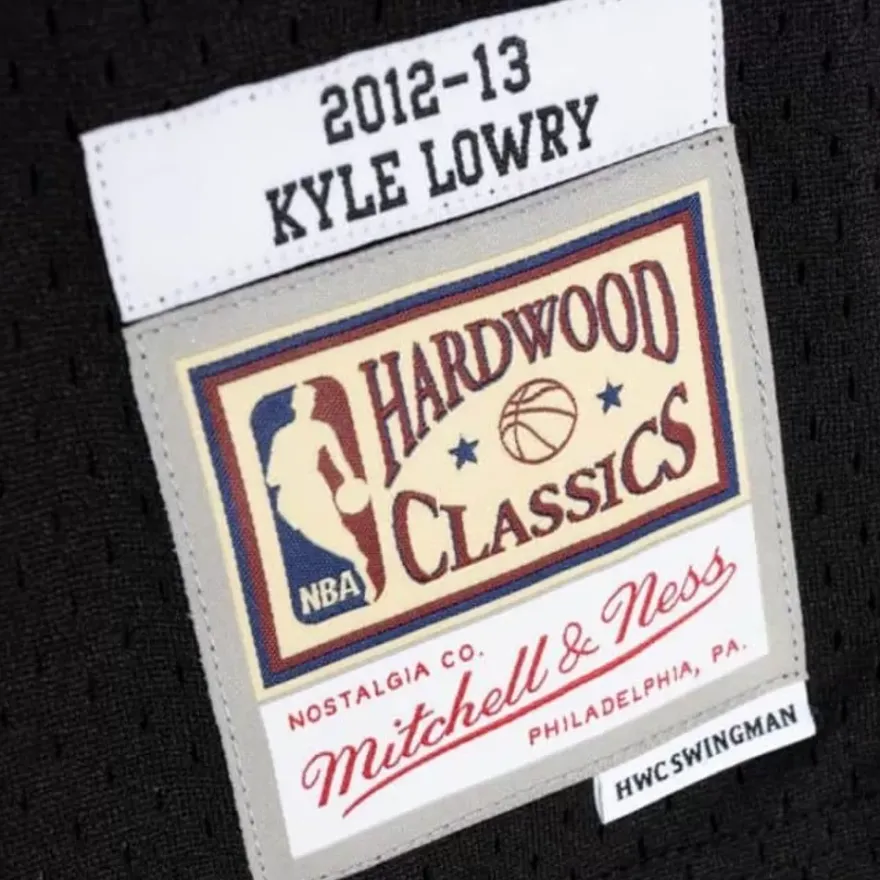 2012-13
KYLE LOWRY
HARDWOOD
CLASSICS
NBA
NOSTALGIA CO.
Mitchell & Ness
PHILADELPHIA, PA.
HWCSWINGMAN